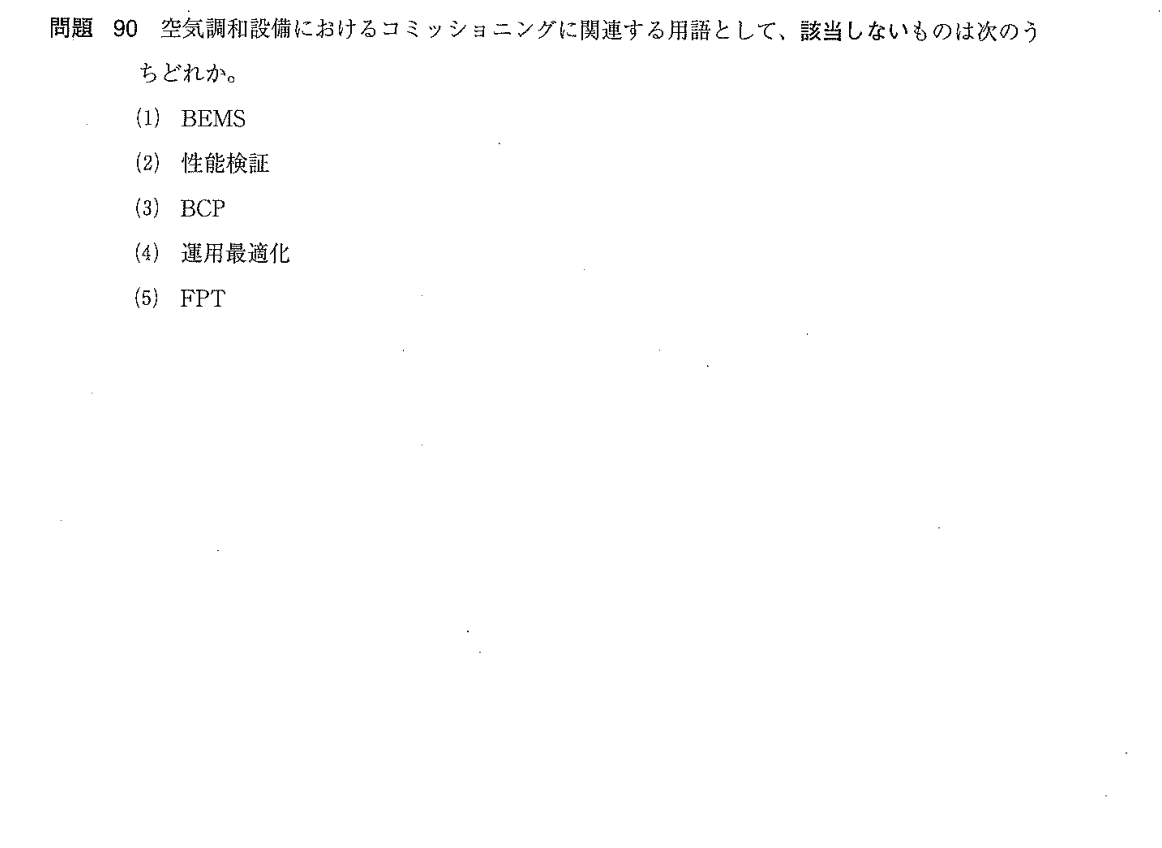 問題 90 空気調和設備におけるコミッショニングに関連する用語として、該当しないものは次のう
ちどれか。
(1) BEMS
(2) 性能検証
(3) BCP
(4) 運用最適化
(5) FPT